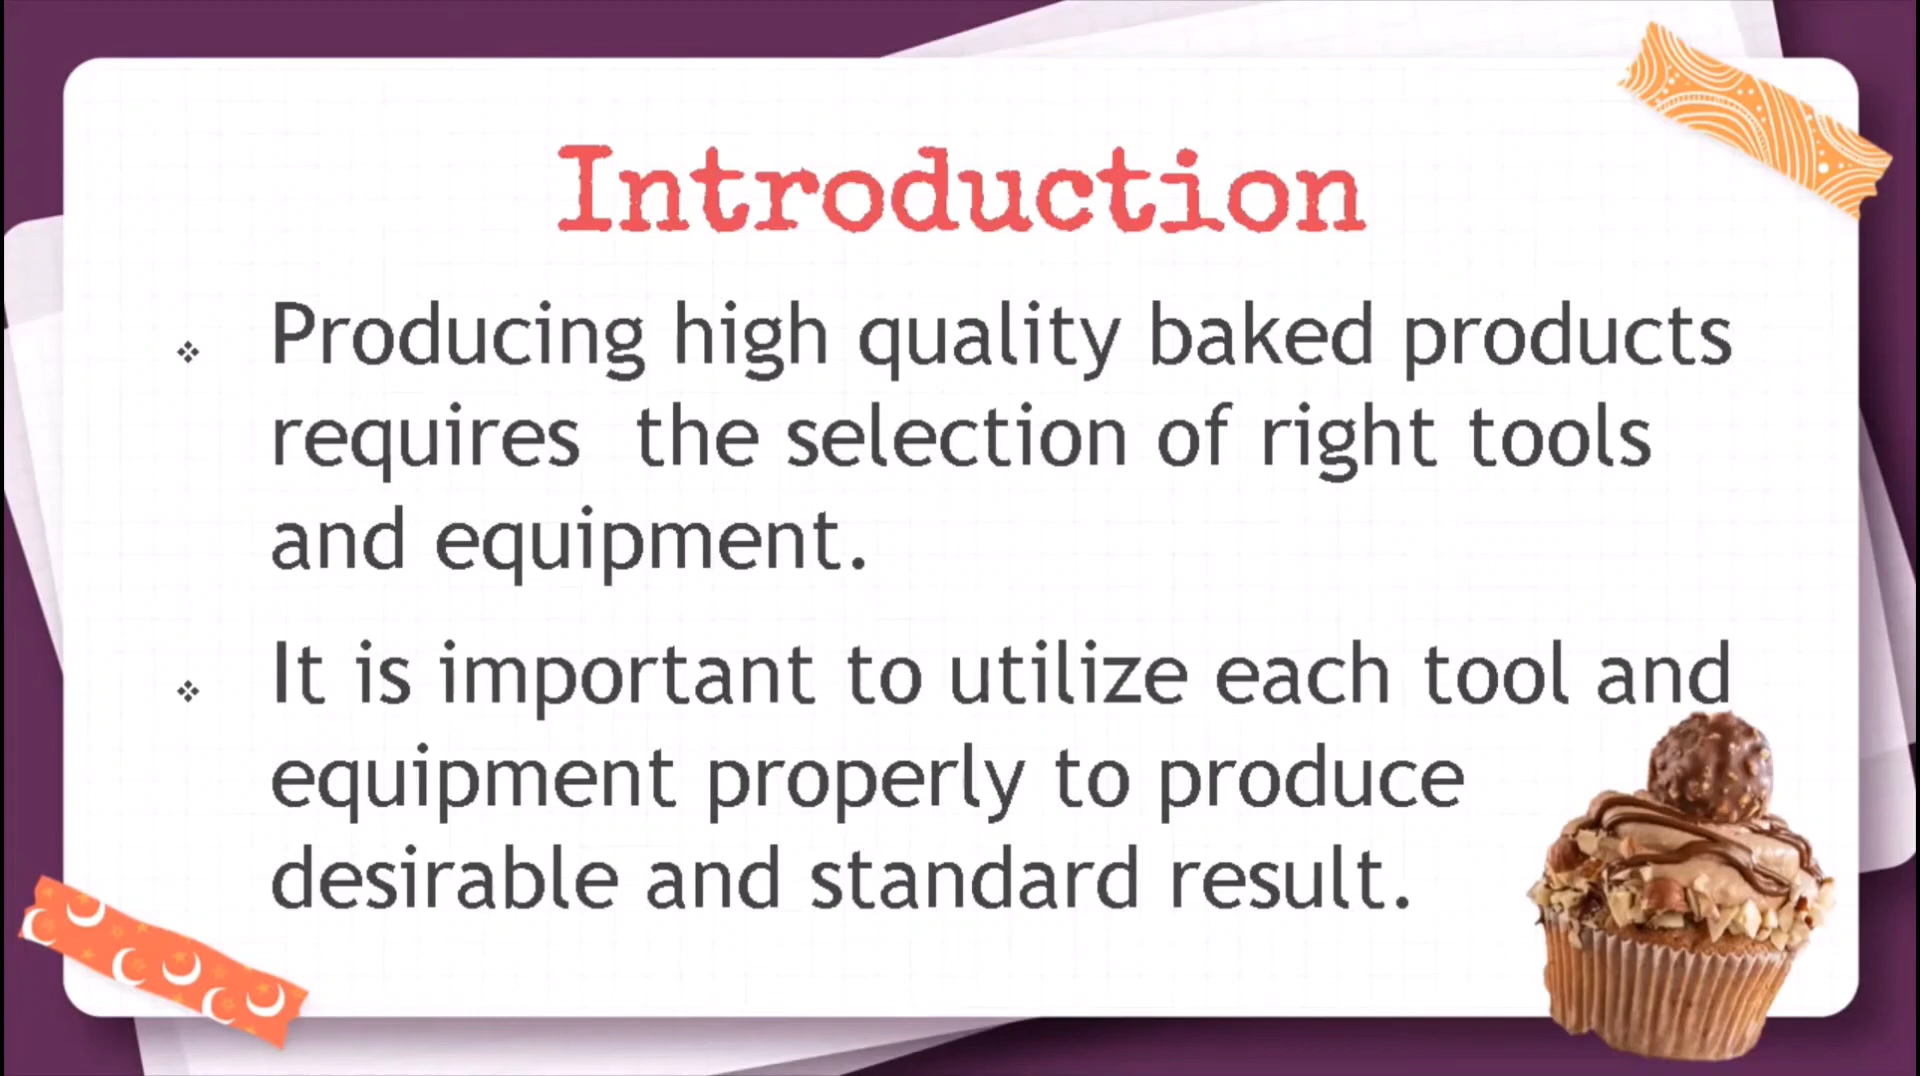 Introduction
❖ Producing high quality baked products
requires  the selection of right tools
and equipment.
❖ It is important to utilize each tool and
equipment properly to produce
desirable and standard result.